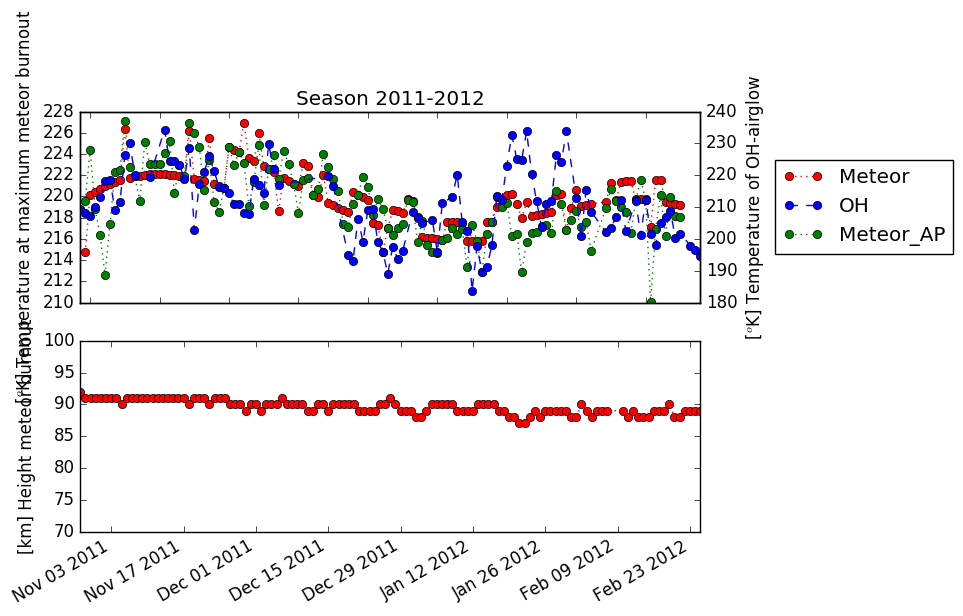 Season 2011-2012
228
226
224
222
220
218
216
214
212
210
[°K] Temperature at maximum meteor burnout
240
230
220
210
200
190
180
[°K] Temperature of OH-airglow
Meteor
OH
Meteor_AP
100
95
90
85
80
75
70
[km] Height meteor burnout
Nov 03 2011
Nov 17 2011
Dec 01 2011
Dec 15 2011
Dec 29 2011
Jan 12 2012
Jan 26 2012
Feb 09 2012
Feb 23 2012